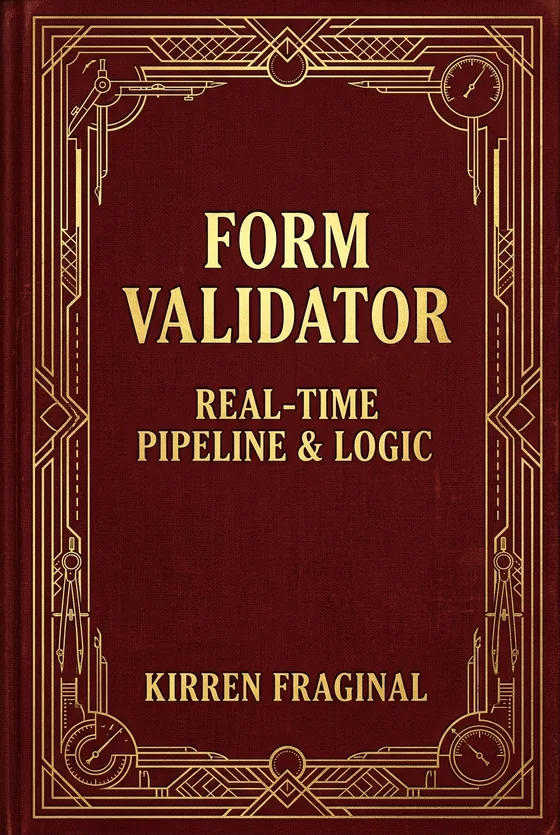 FORM
VALIDATOR
REAL-TIME
PIPELINE & LOGIC
KIRREN FRAGINAL